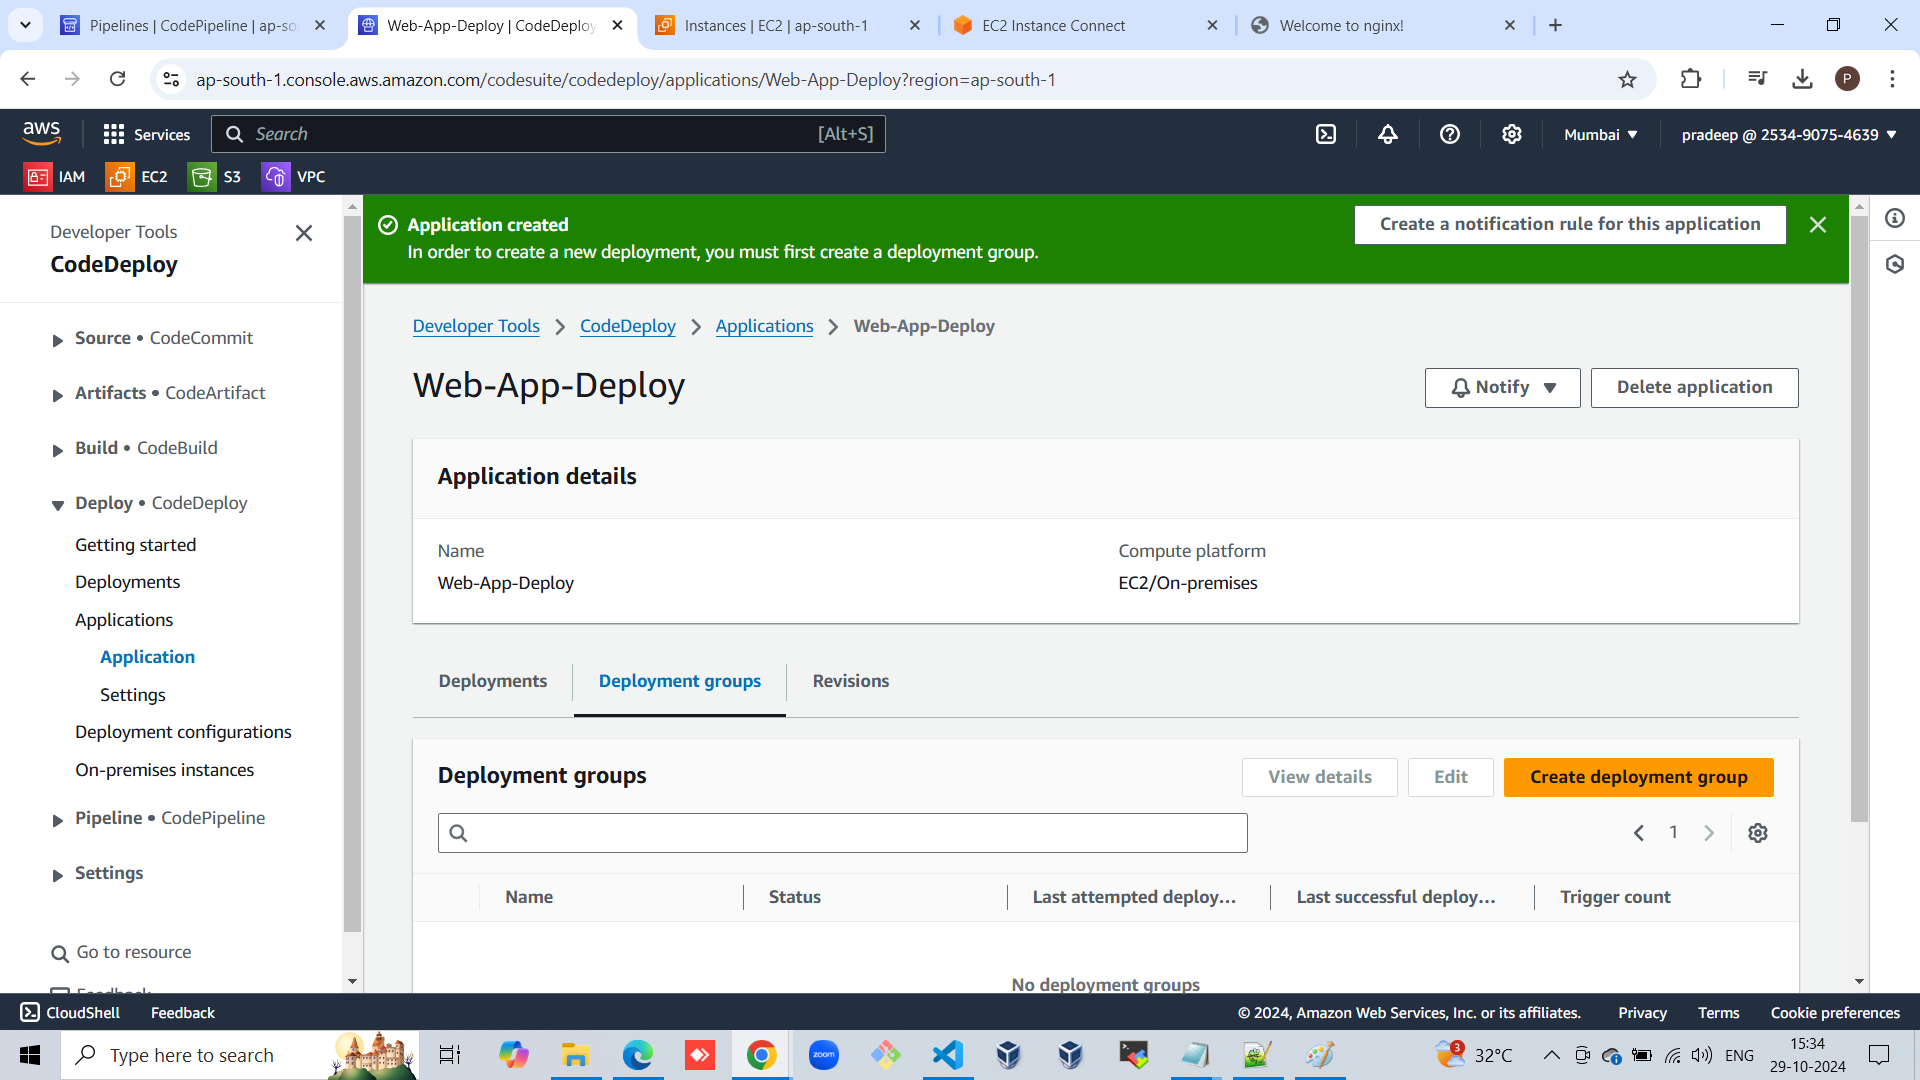 Pipelines | CodePipeline | ap-so
Web-App-Deploy | CodeDeploy
Instances | EC2 | ap-south-1
EC2 Instance Connect
Welcome to nginx!
ap-south-1.console.aws.amazon.com/codesuite/codedeploy/applications/Web-App-Deploy?region=ap-south-1
P
aws
Services
Search
[Alt+S]
Mumbai
pradeep @ 2534-9075-4639
IAM
EC2
S3
VPC
Developer Tools
CodeDeploy
Source • CodeCommit
Artifacts • CodeArtifact
Build • CodeBuild
Deploy • CodeDeploy
Getting started
Deployments
Applications
Application
Settings
Deployment configurations
On-premises instances
Pipeline • CodePipeline
Settings
Go to resource
Feedback
Application created
In order to create a new deployment, you must first create a deployment group.
Create a notification rule for this application
Developer Tools
CodeDeploy
Applications
Web-App-Deploy
Web-App-Deploy
Notify
Delete application
Application details
Name
Web-App-Deploy
Compute platform
EC2/On-premises
Deployments
Deployment groups
Revisions
Deployment groups
View details
Edit
Create deployment group
1
Name
Status
Last attempted deploy...
Last successful deploy...
Trigger count
No deployment groups
CloudShell
Feedback
© 2024, Amazon Web Services, Inc. or its affiliates.
Privacy
Terms
Cookie preferences
Type here to search
zoom
3
32°C
ENG
15:34
29-10-2024